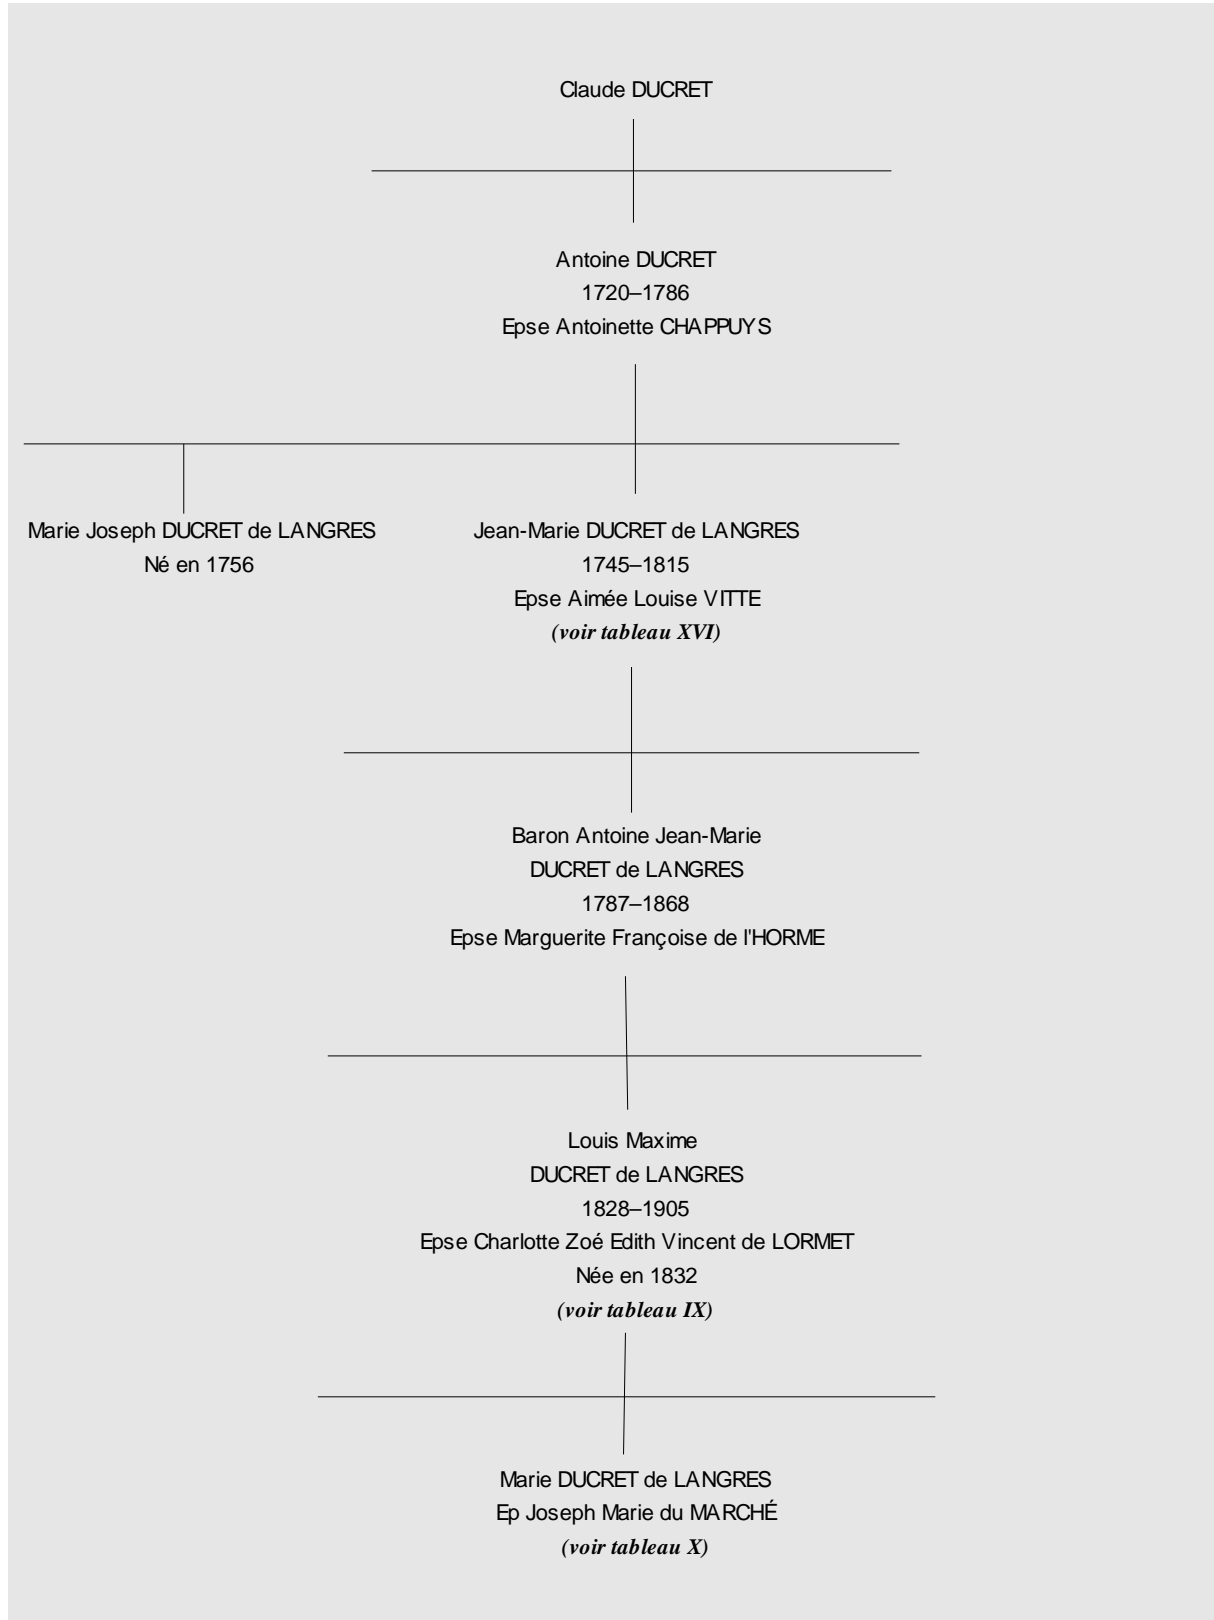 Claude DUCRET
Antoine DUCRET
1720–1786
Epse Antoinette CHAPPUYS
Marie Joseph DUCRET de LANGRES
Né en 1756
Jean-Marie DUCRET de LANGRES
1745–1815
Epse Aimée Louise VITTE
(voir tableau XVI)
Baron Antoine Jean-Marie
DUCRET de LANGRES
1787–1868
Epse Marguerite Françoise de l'HORME
Louis Maxime
DUCRET de LANGRES
1828–1905
Epse Charlotte Zoé Edith Vincent de LORMET
Née en 1832
(voir tableau IX)
Marie DUCRET de LANGRES
Ep Joseph Marie du MARCHÉ
(voir tableau X)